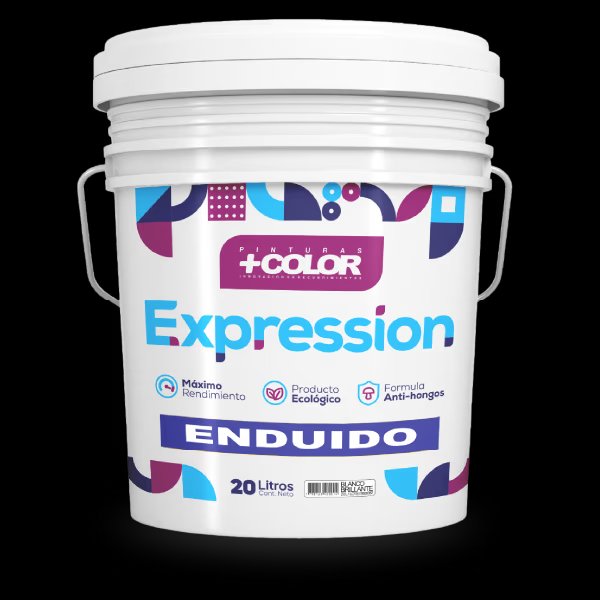 PINTURAS
+COLOR
Expression
Máximo
Rendimiento
Producto
Ecológico
Formula
Anti-hongos
ENDUIDO
20 Litros
Cont. Neto
BLANCO
BRILLANTE